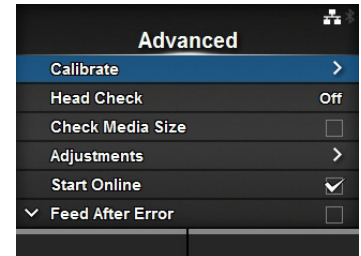 Advanced
Calibrate
Head Check Off
Check Media Size
Adjustments
Start Online
Feed After Error